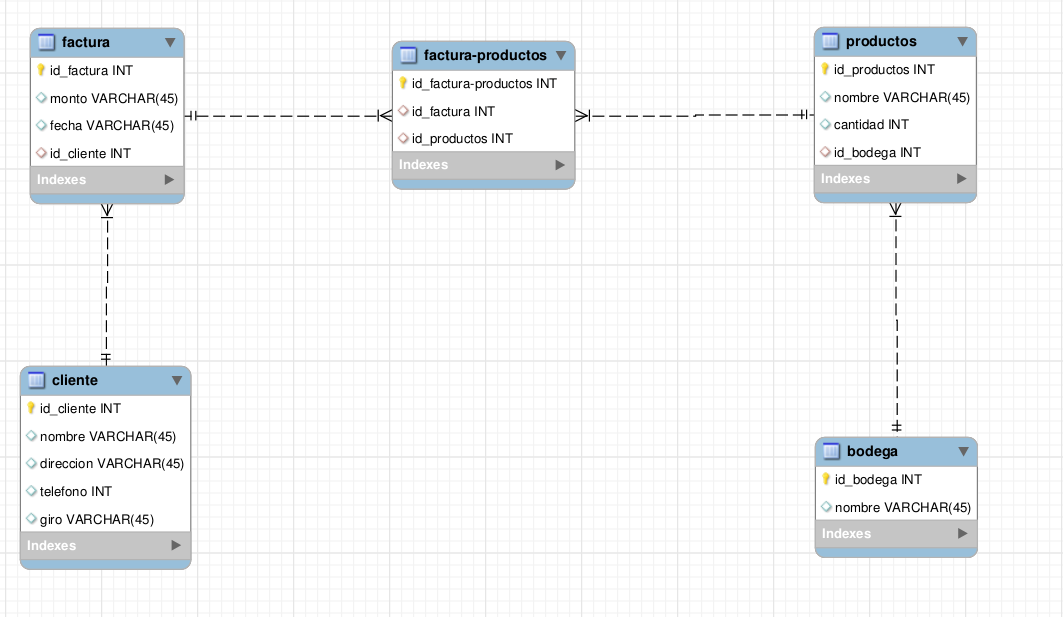 factura
id_factura INT
monto VARCHAR(45)
fecha VARCHAR(45)
id_cliente INT
Indexes
factura-productos
id_factura-productos INT
id_factura INT
id_productos INT
Indexes
productos
id_productos INT
nombre VARCHAR(45)
cantidad INT
id_bodega INT
Indexes
cliente
id_cliente INT
nombre VARCHAR(45)
direccion VARCHAR(45)
telefono INT
giro VARCHAR(45)
Indexes
bodega
id_bodega INT
nombre VARCHAR(45)
Indexes